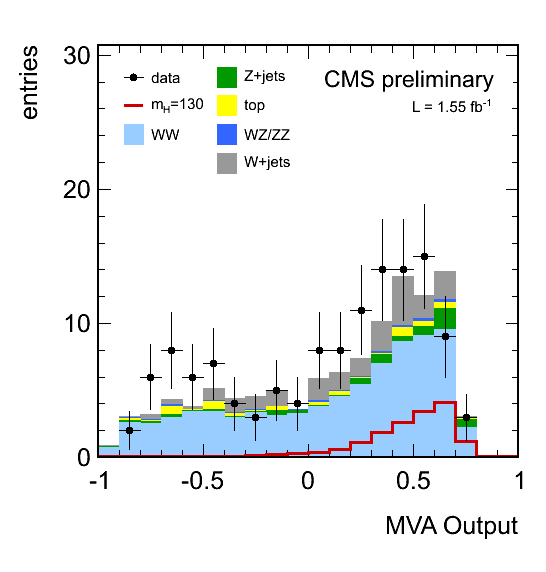 entries
30
20
10
0
-1
-0.5
0
0.5
1
MVA Output
CMS preliminary
L = 1.55 fb⁻¹
data
m_H=130
WW
Z+jets
top
WZ/ZZ
W+jets